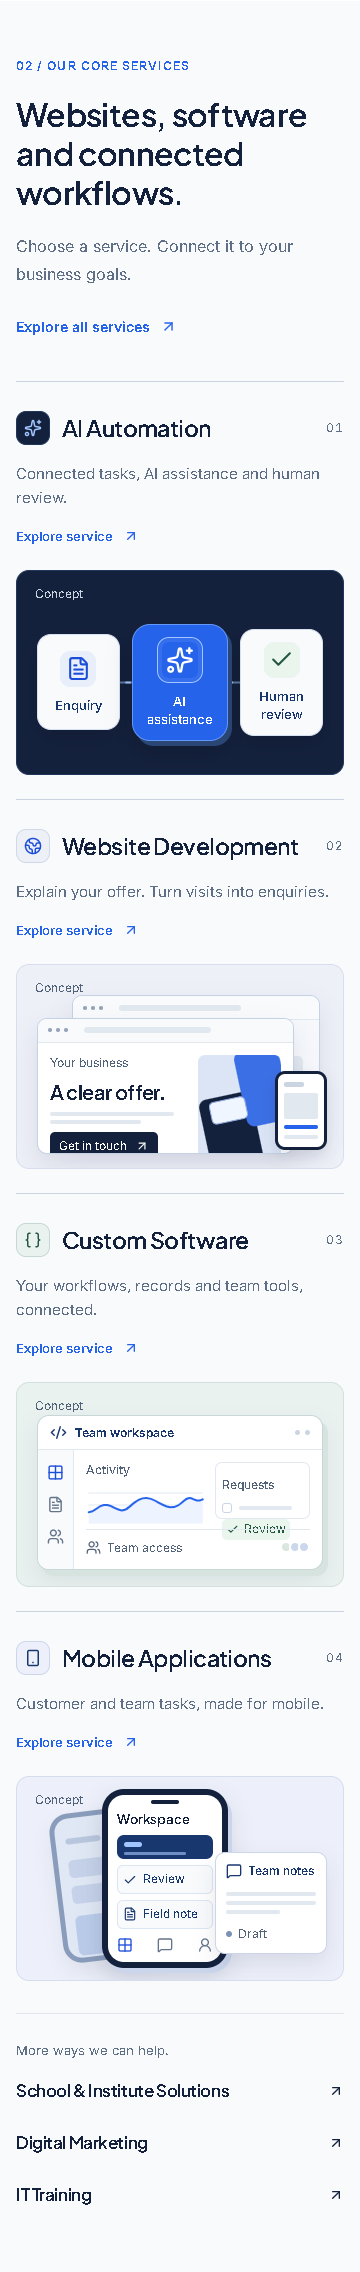 02 / OUR CORE SERVICES
Websites, software
and connected
workflows.
Choose a service. Connect it to your
business goals.
Explore all services
AI Automation
01
Connected tasks, AI assistance and human
review.
Explore service
Concept
Enquiry
AI
assistance
Human
review
Website Development
02
Explain your offer. Turn visits into enquiries.
Explore service
Concept
Your business
A clear offer.
Get in touch
Custom Software
03
Your workflows, records and team tools,
connected.
Explore service
Concept
Team workspace
Activity
Requests
Review
Team access
Mobile Applications
04
Customer and team tasks, made for mobile.
Explore service
Concept
Workspace
Review
Field note
Team notes
Draft
More ways we can help.
School & Institute Solutions
Digital Marketing
IT Training